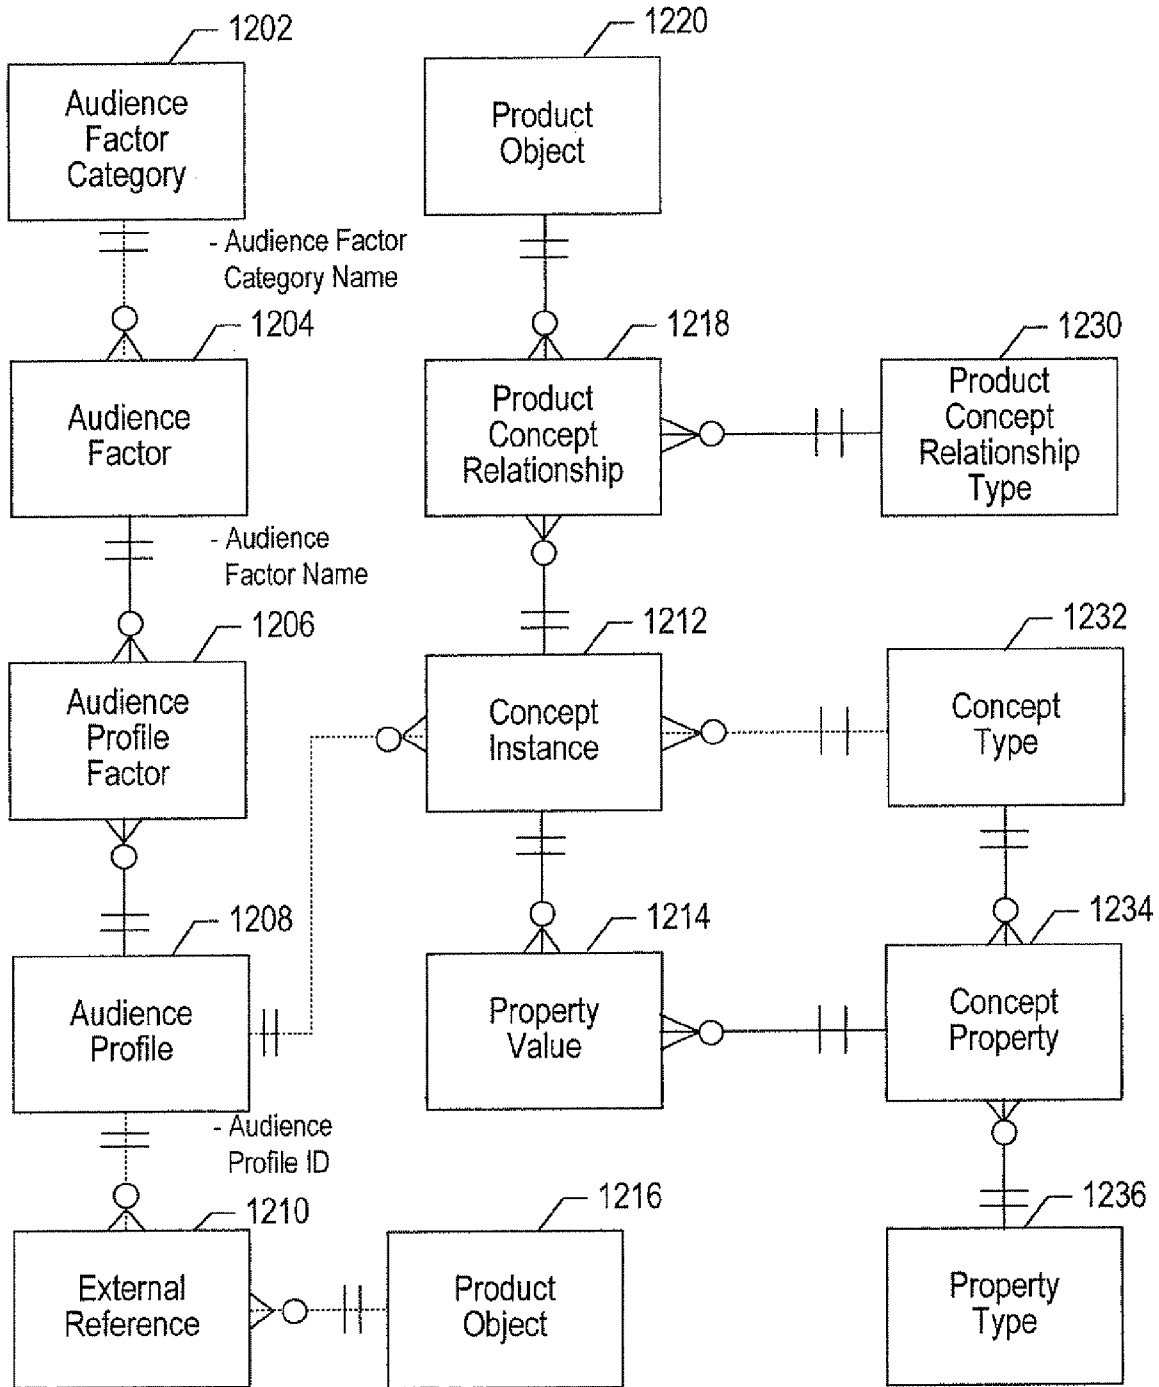 1202
Audience
Factor
Category
- Audience Factor
Category Name
1204
Audience
Factor
- Audience
Factor Name
1206
Audience
Profile
Factor
1208
Audience
Profile
- Audience
Profile ID
1210
External
Reference
1216
Product
Object
1220
Product
Object
1218
Product
Concept
Relationship
1230
Product
Concept
Relationship
Type
1212
Concept
Instance
1232
Concept
Type
1214
Property
Value
1234
Concept
Property
1236
Property
Type